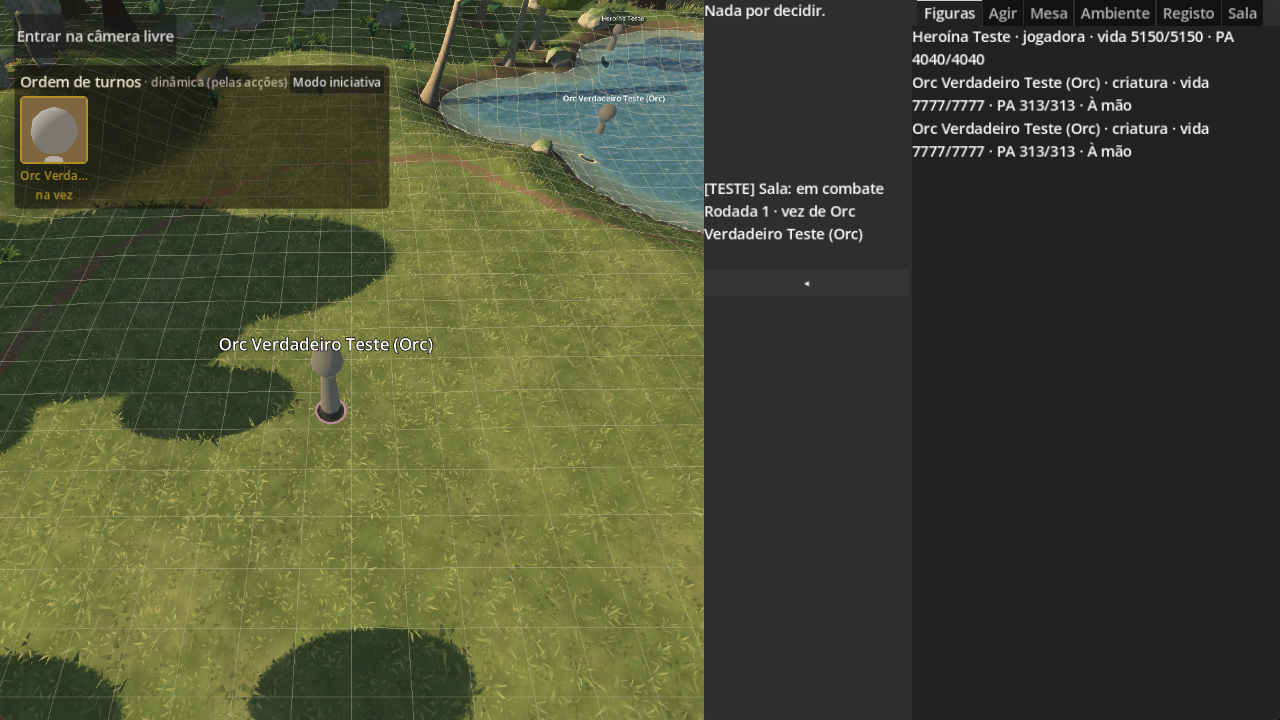 Entrar na câmera livre
Ordem de turnos · dinâmica (pelas acções) Modo iniciativa
Orc Verda...
na vez
Heroína Teste
Orc Verdadeiro Teste (Orc)
Orc Verdadeiro Teste (Orc)
Nada por decidir.
[TESTE] Sala: em combate
Rodada 1 · vez de Orc
Verdadeiro Teste (Orc)
Figuras Agir Mesa Ambiente Registo Sala
Heroína Teste · jogadora · vida 5150/5150 · PA
4040/4040
Orc Verdadeiro Teste (Orc) · criatura · vida
7777/7777 · PA 313/313 · À mão
Orc Verdadeiro Teste (Orc) · criatura · vida
7777/7777 · PA 313/313 · À mão